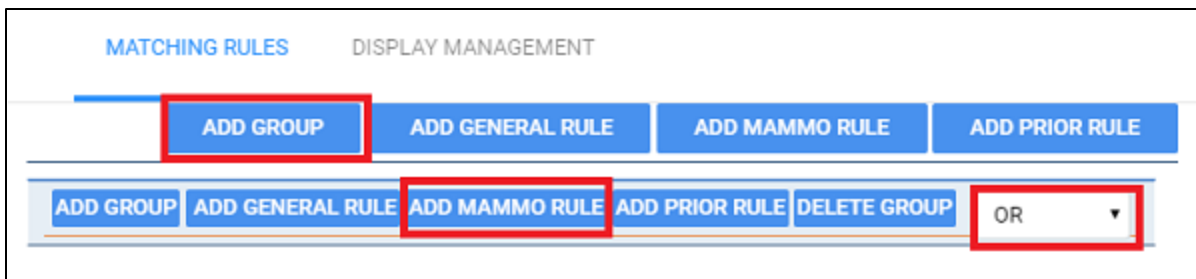 MATCHING RULES DISPLAY MANAGEMENT
ADD GROUP ADD GENERAL RULE ADD MAMMO RULE ADD PRIOR RULE
ADD GROUP ADD GENERAL RULE ADD MAMMO RULE ADD PRIOR RULE DELETE GROUP OR